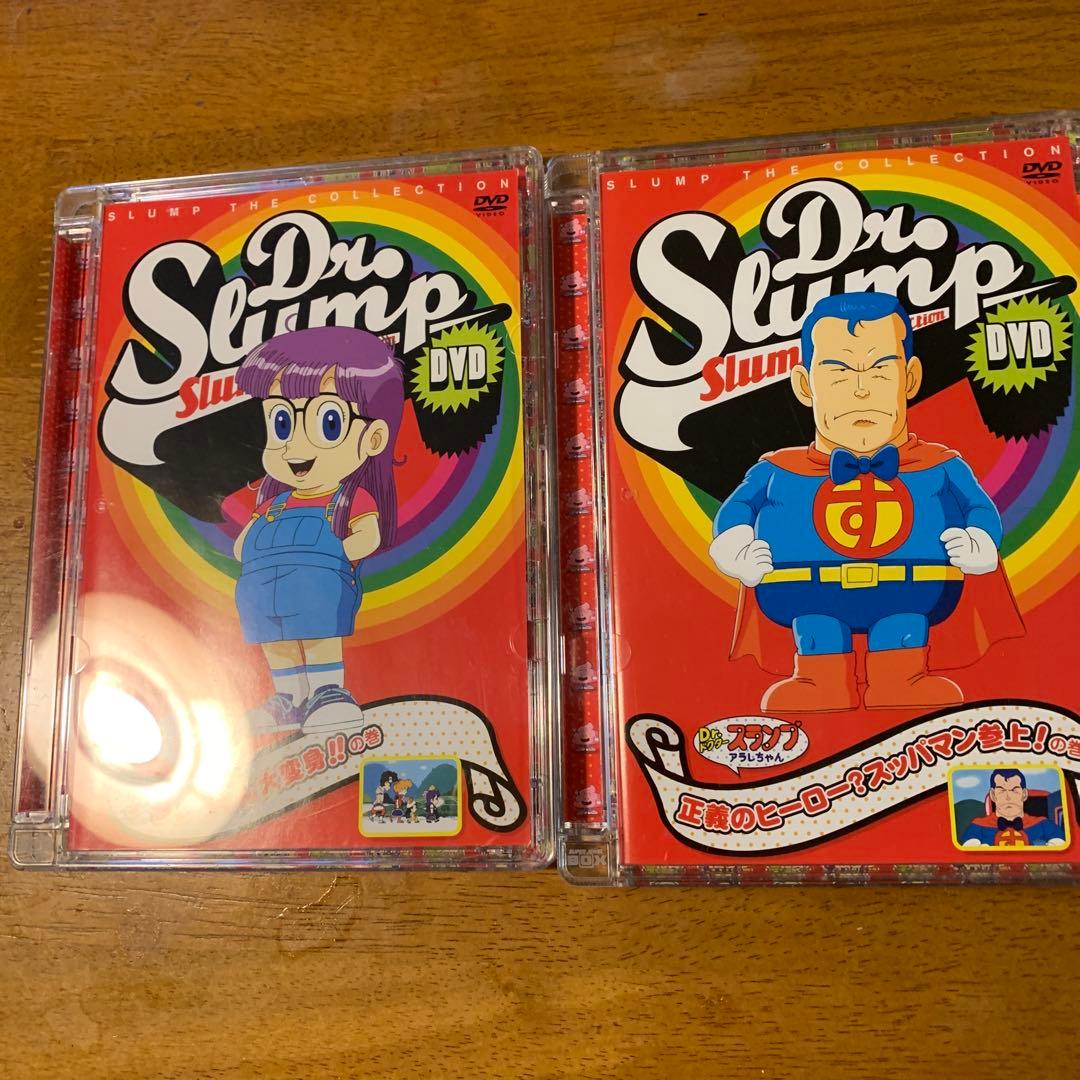 SLUMP THE COLLECTION
DVD
VIDEO
Dr.
Slump
DVD
大変身!!の巻
SLUMP THE COLLECTION
DVD
VIDEO
Dr.
Slump
DVD
す
Dr.
ドクター
スランプ
アラレちゃん
正義のヒーロー?スッパマン参上!の巻
す
BOX